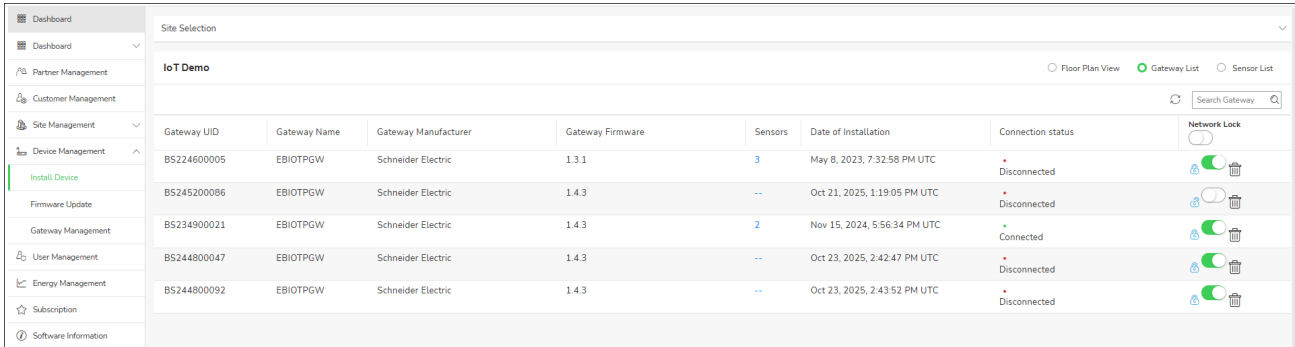 Dashboard
Dashboard
Partner Management
Customer Management
Site Management
Device Management
Install Device
Firmware Update
Gateway Management
User Management
Energy Management
Subscription
Software Information
Site Selection
IoT Demo
Floor Plan View Gateway List Sensor List
Search Gateway
Gateway UID Gateway Name Gateway Manufacturer Gateway Firmware Sensors Date of Installation Connection status Network Lock
BS224600005 EBIOTPGW Schneider Electric 1.3.1 3 May 8, 2023, 7:32:58 PM UTC Disconnected
BS245200086 EBIOTPGW Schneider Electric 1.4.3 -- Oct 21, 2025, 1:19:05 PM UTC Disconnected
BS234900021 EBIOTPGW Schneider Electric 1.4.3 2 Nov 15, 2024, 5:56:34 PM UTC Connected
BS244800047 EBIOTPGW Schneider Electric 1.4.3 -- Oct 23, 2025, 2:42:47 PM UTC Disconnected
BS244800092 EBIOTPGW Schneider Electric 1.4.3 -- Oct 23, 2025, 2:43:52 PM UTC Disconnected